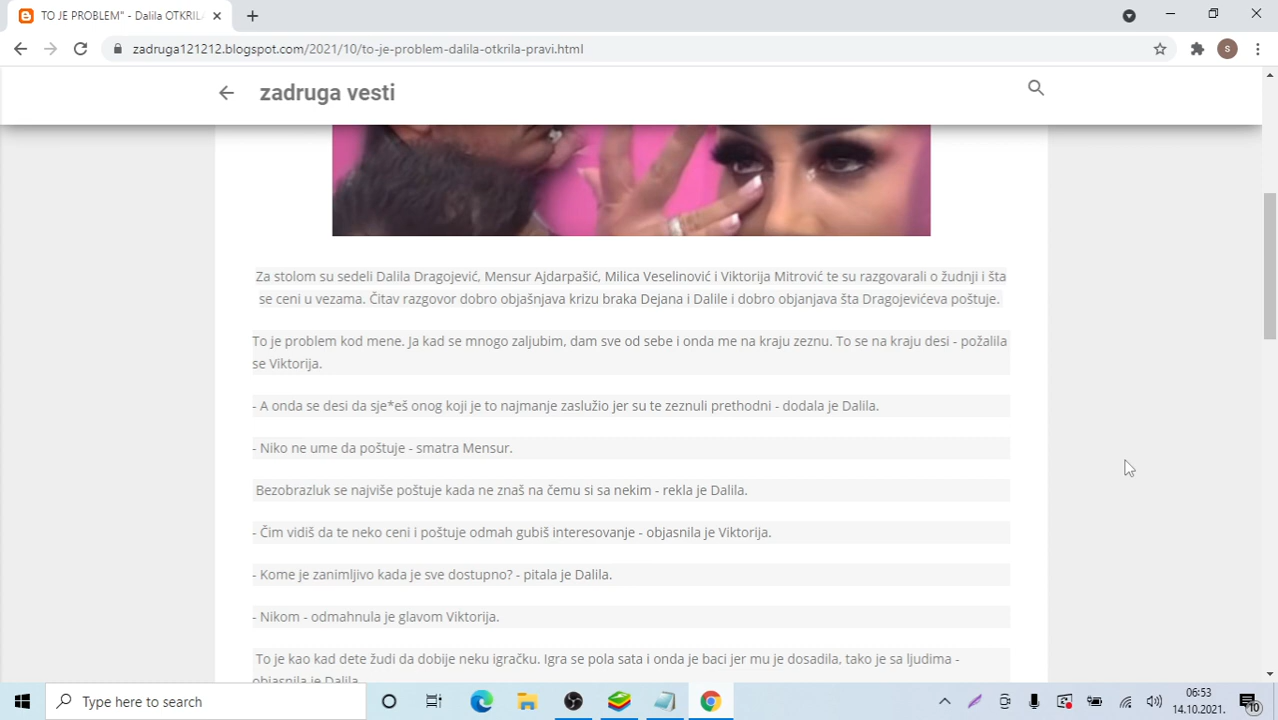 TO JE PROBLEM" - Dalila OTKRILA
zadruga121212.blogspot.com/2021/10/to-je-problem-dalila-otkrila-pravi.html
S
zadruga vesti
Za stolom su sedeli Dalila Dragojević, Mensur Ajdarpašić, Milica Veselinović i Viktorija Mitrović te su razgovarali o žudnji i šta
se ceni u vezama. Čitav razgovor dobro objašnjava krizu braka Dejana i Dalile i dobro objanjava šta Dragojevićeva poštuje.
To je problem kod mene. Ja kad se mnogo zaljubim, dam sve od sebe i onda me na kraju zeznu. To se na kraju desi - požalila
se Viktorija.
- A onda se desi da sje*eš onog koji je to najmanje zaslužio jer su te zeznuli prethodni - dodala je Dalila.
- Niko ne ume da poštuje - smatra Mensur.
Bezobrazluk se najviše poštuje kada ne znaš na čemu si sa nekim - rekla je Dalila.
- Čim vidiš da te neko ceni i poštuje odmah gubiš interesovanje - objasnila je Viktorija.
- Kome je zanimljivo kada je sve dostupno? - pitala je Dalila.
- Nikom - odmahnula je glavom Viktorija.
To je kao kad dete žudi da dobije neku igračku. Igra se pola sata i onda je baci jer mu je dosadila, tako je sa ljudima -
objasnila je Dalila
Type here to search
06:53
14.10.2021.
10